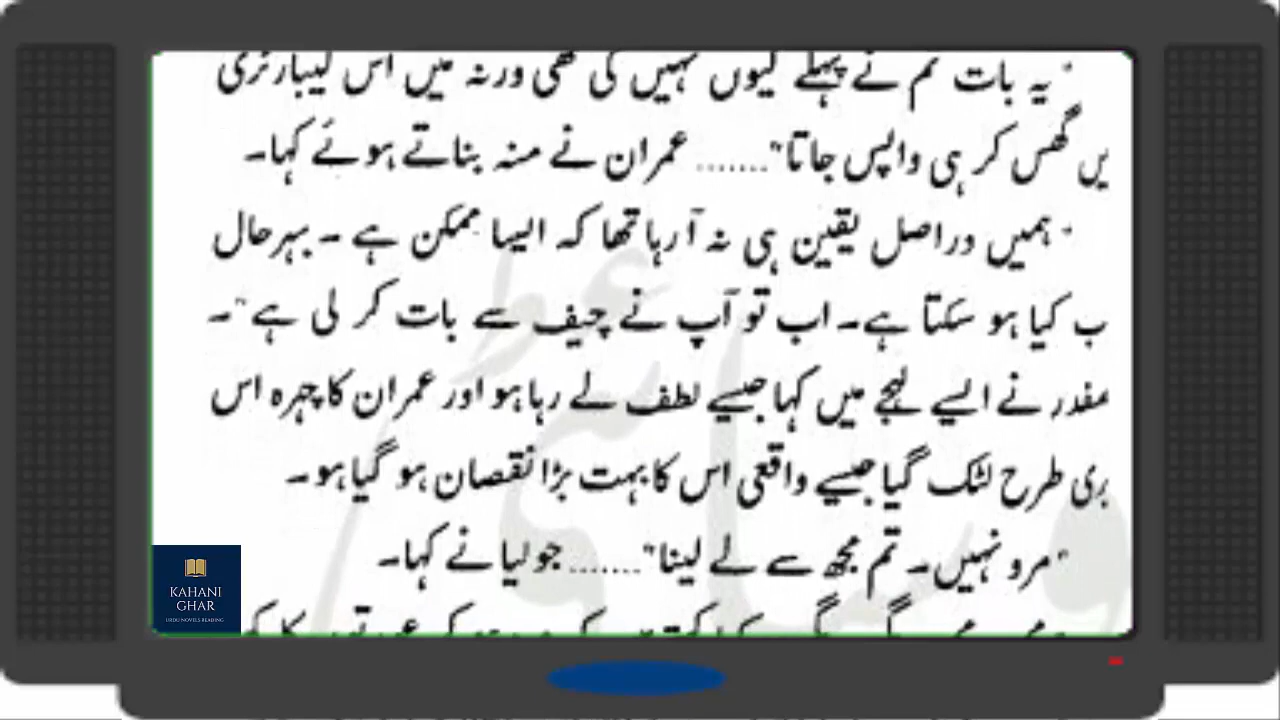 "یہ بات تم نے پہلے کیوں نہیں کی تھی ورنہ میں اس لیبارٹری
یں گھس کر ہی واپس جاتا"....... عمران نے منہ بناتے ہوئے کہا۔
"ہمیں دراصل یقین ہی نہ آ رہا تھا کہ ایسا ممکن ہے ۔ بہرحال
ب کیا ہو سکتا ہے۔ اب تو آپ نے چیف سے بات کر لی ہے"۔
صفدر نے ایسے لہجے میں کہا جیسے لطف لے رہا ہو اور عمران کا چہرہ اس
بری طرح لٹک گیا جیسے واقعی اس کا بہت بڑا نقصان ہو گیا ہو۔
"مرو نہیں۔ تم مجھ سے لے لینا"....... جولیا نے کہا۔
KAHANI
GHAR
URDU NOVELS READING